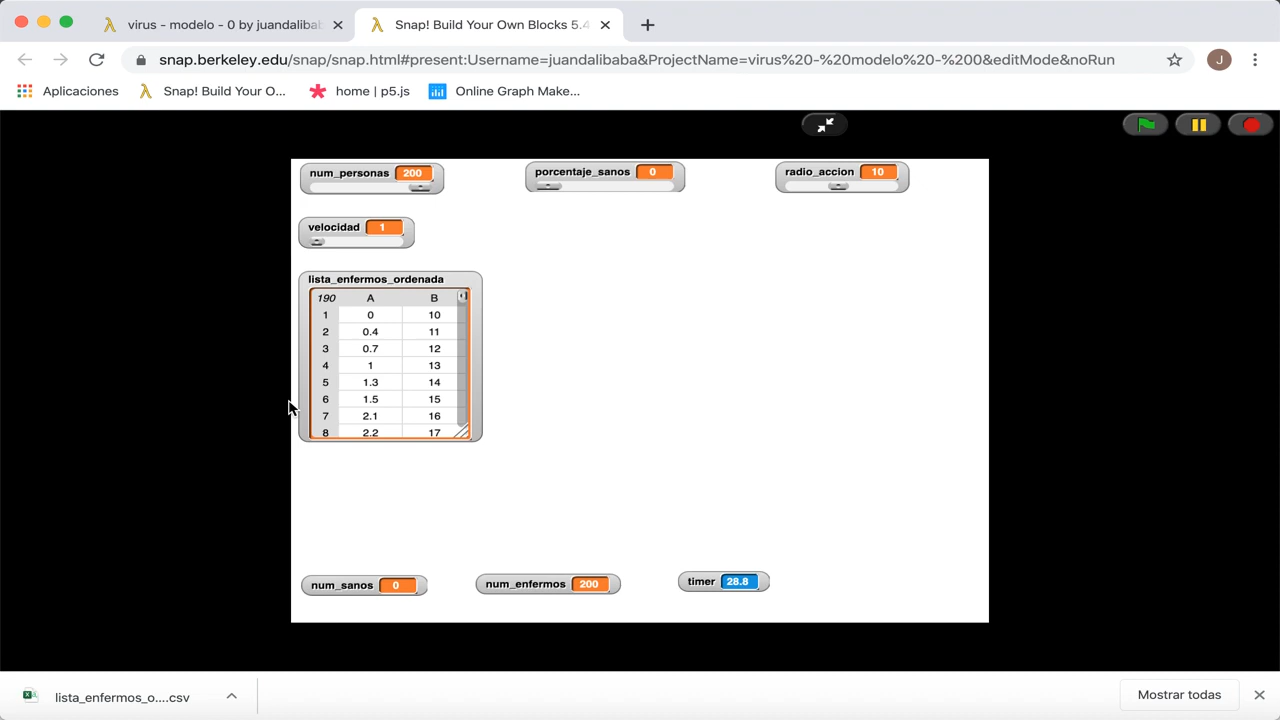 virus - modelo - 0 by juandalibaba
Snap! Build Your Own Blocks 5.4
snap.berkeley.edu/snap/snap.html#present:Username=juandalibaba&ProjectName=virus%20-%20modelo%20-%200&editMode&noRun
J
Aplicaciones
Snap! Build Your O...
home | p5.js
Online Graph Make...
num_personas 200
porcentaje_sanos 0
radio_accion 10
velocidad 1
lista_enfermos_ordenada
190 A B
1 0 10
2 0.4 11
3 0.7 12
4 1 13
5 1.3 14
6 1.5 15
7 2.1 16
8 2.2 17
num_sanos 0
num_enfermos 200
timer 28.8
lista_enfermos_o....csv
Mostrar todas